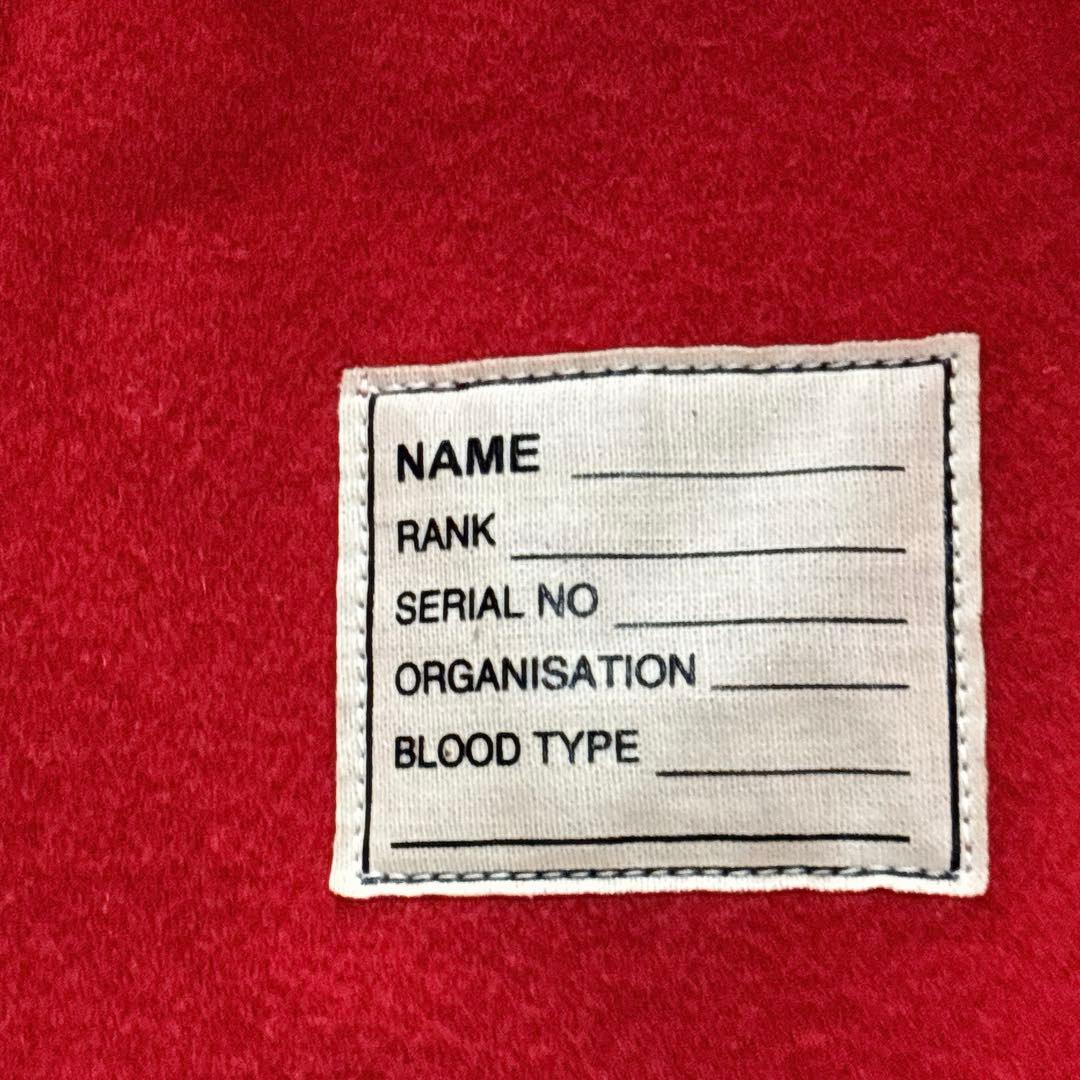 NAME
RANK
SERIAL NO
ORGANISATION
BLOOD TYPE